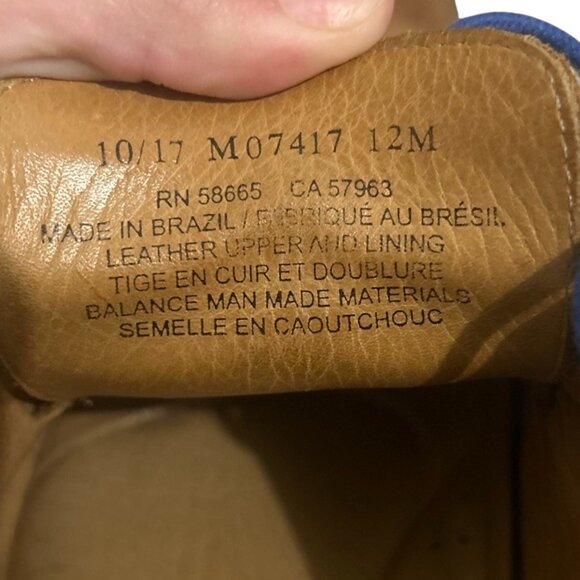 10/17 M07417 12M
RN 58665 CA 57963
MADE IN BRAZIL / FABRIQUÉ AU BRÉSIL
LEATHER UPPER AND LINING
TIGE EN CUIR ET DOUBLURE
BALANCE MAN MADE MATERIALS
SEMELLE EN CAOUTCHOUC